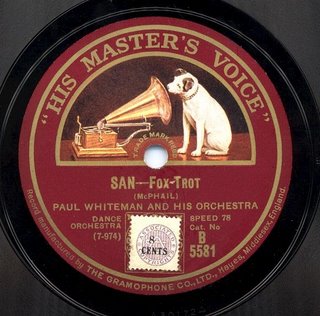 "HIS MASTER'S VOICE"
TRADE MARK
SAN—FOX-TROT
(McPHAIL)
PAUL WHITEMAN AND HIS ORCHESTRA
DANCE
ORCHESTRA
(7-974)
SPEED 78
Cat. No
B
5581
8
CENTS
Record manufactured by THE GRAMOPHONE CO., LTD., Hayes, Middlesex, England.